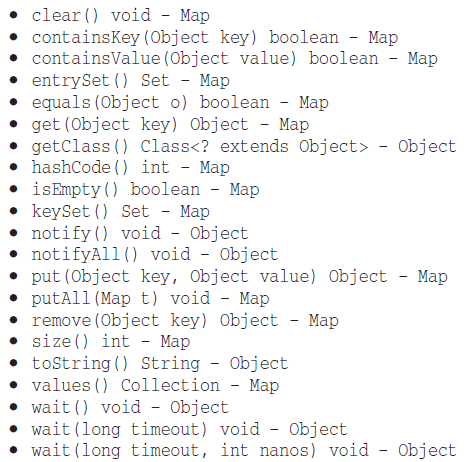 • clear() void – Map
• containsKey(Object key) boolean – Map
• containsValue(Object value) boolean – Map
• entrySet() Set – Map
• equals(Object o) boolean – Map
• get(Object key) Object – Map
• getClass() Class<? extends Object> – Object
• hashCode() int – Map
• isEmpty() boolean – Map
• keySet() Set – Map
• notify() void – Object
• notifyAll() void – Object
• put(Object key, Object value) Object – Map
• putAll(Map t) void – Map
• remove(Object key) Object – Map
• size() int – Map
• toString() String – Object
• values() Collection – Map
• wait() void – Object
• wait(long timeout) void – Object
• wait(long timeout, int nanos) void – Object